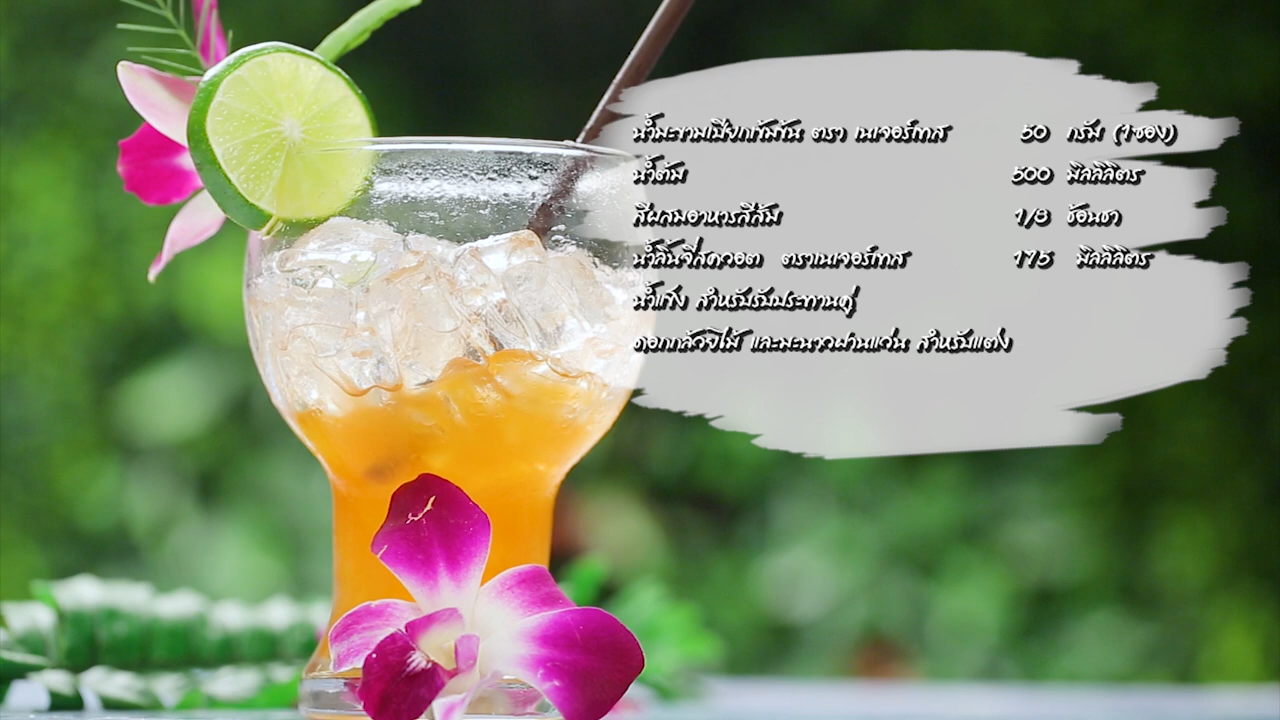 น้ำมะขามเปียกเข้มข้น ตรา เนเจอร์เทส 50 กรัม (1ซอง)
น้ำต้ม 500 มิลลิลิตร
สีผสมอาหารสีส้ม 1/8 ช้อนชา
น้ำลิ้นจี่สควอต ตราเนเจอร์เทส 175 มิลลิลิตร
น้ำแข็ง สำหรับรับประทานคู่
ดอกกล้วยไม้ และมะนาวฝานแว่น สำหรับแต่ง